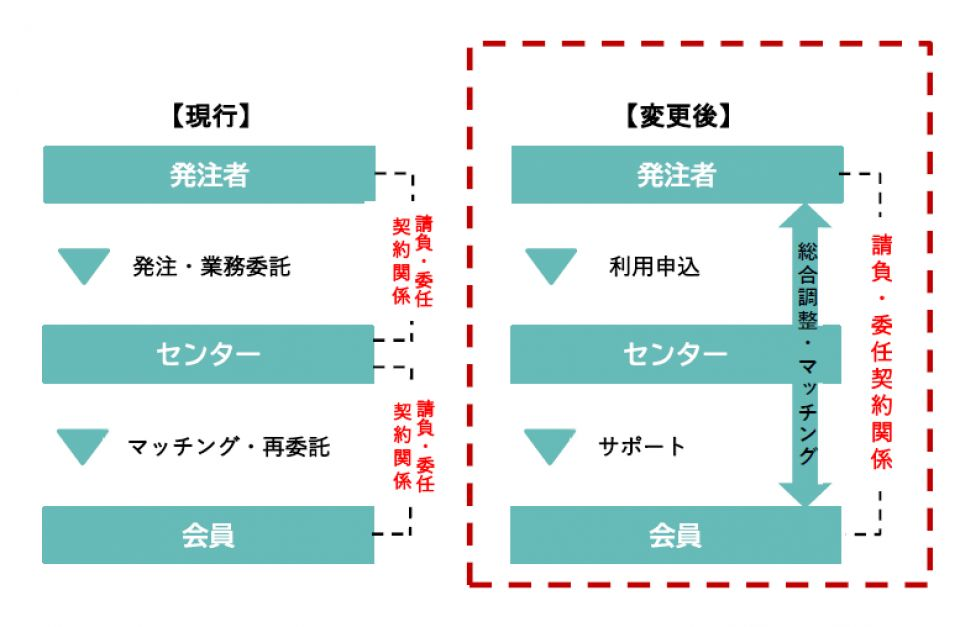 【現行】
発注者
発注・業務委託
請負・委任
契約関係
センター
マッチング・再委託
請負・委任
契約関係
会員
【変更後】
発注者
利用申込
総合調整・マッチング
請負・委任契約関係
センター
サポート
会員